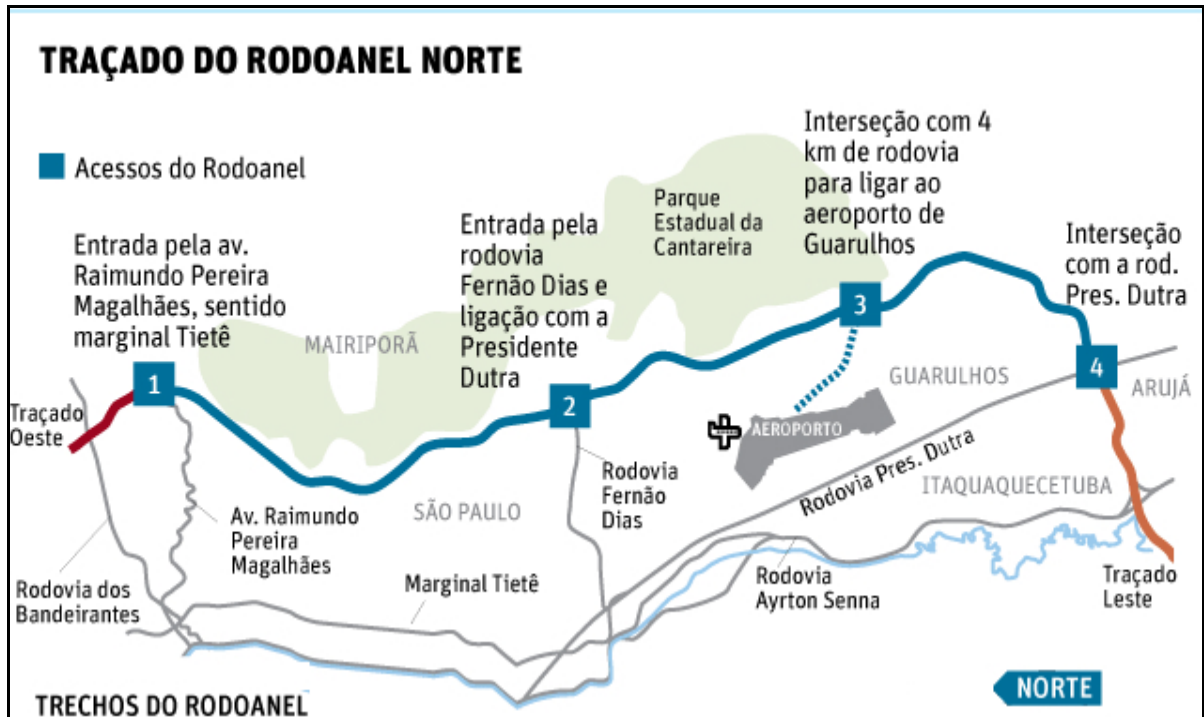 TRAÇADO DO RODOANEL NORTE
Acessos do Rodoanel
Entrada pela av.
Raimundo Pereira
Magalhães, sentido
marginal Tietê
Entrada pela
rodovia
Fernão Dias e
ligação com a
Presidente
Dutra
Parque
Estadual da
Cantareira
Interseção com 4
km de rodovia
para ligar ao
aeroporto de
Guarulhos
Interseção
com a rod.
Pres. Dutra
MAIRIPORÃ
1
2
3
4
GUARULHOS
ARUJÁ
Traçado
Oeste
AEROPORTO
Rodovia Pres. Dutra
Rodovia
Fernão
Dias
ITAQUAQUECETUBA
SÃO PAULO
Av. Raimundo
Pereira
Magalhães
Rodovia dos
Bandeirantes
Marginal Tietê
Rodovia
Ayrton Senna
Traçado
Leste
NORTE
TRECHOS DO RODOANEL